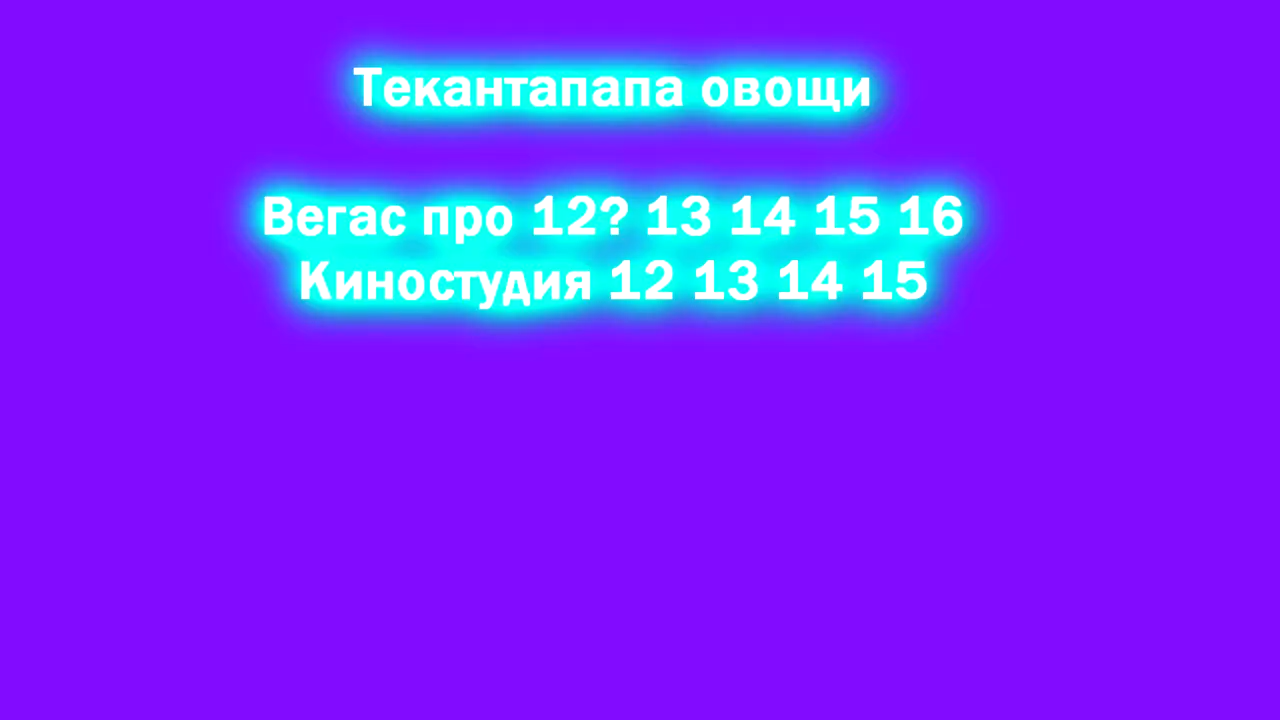 Текантапапа овощи
Вегас про 12? 13 14 15 16
Киностудия 12 13 14 15